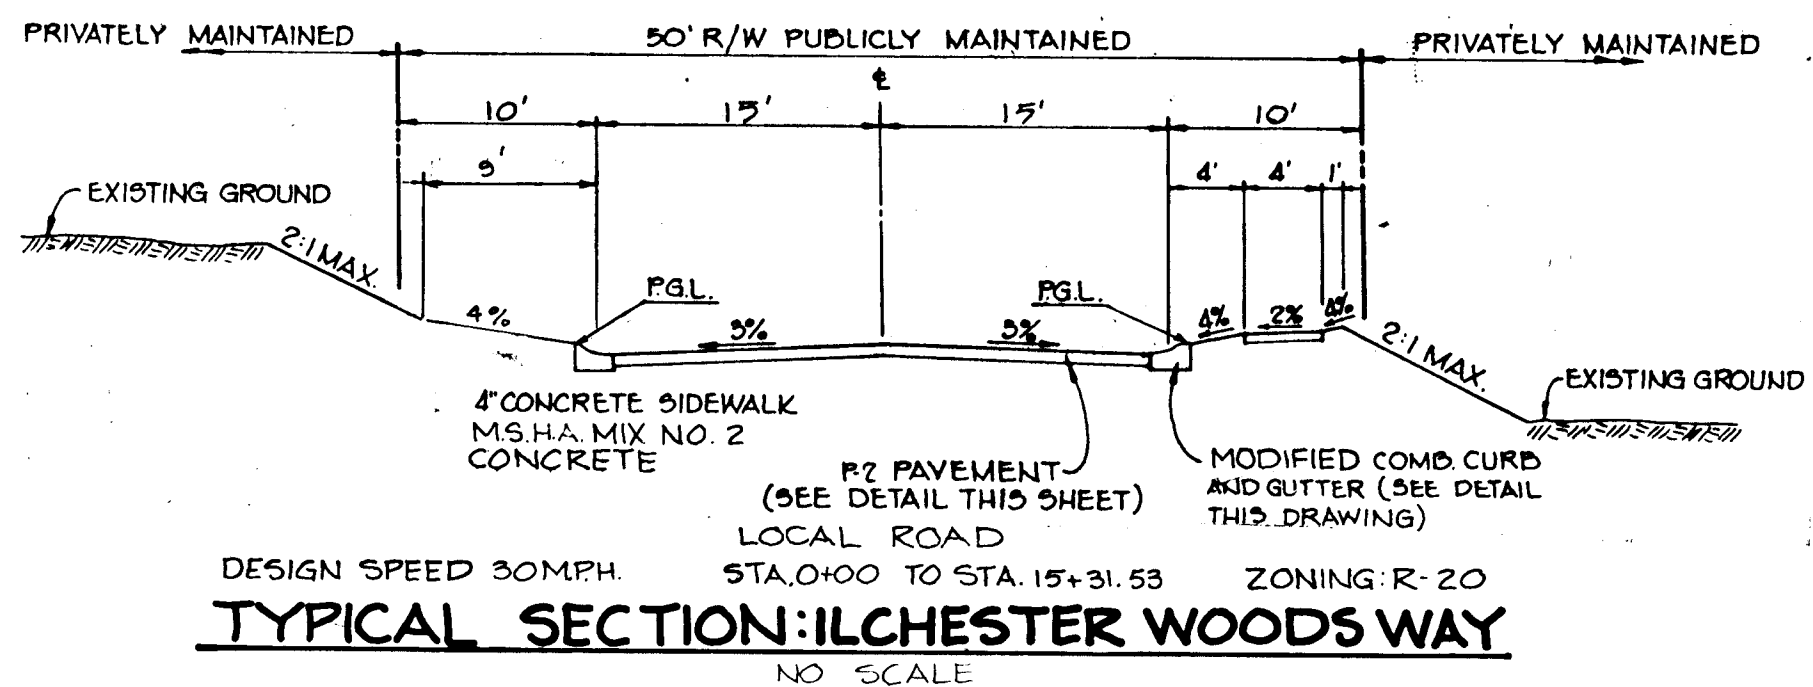 PRIVATELY MAINTAINED
50' R/W PUBLICLY MAINTAINED
PRIVATELY MAINTAINED
℄
10'
15'
15'
10'
9'
4'
4'
1'
EXISTING GROUND
2:1 MAX.
P.G.L.
P.G.L.
4%
3%
3%
4%
2%
4%
2:1 MAX.
EXISTING GROUND
4" CONCRETE SIDEWALK
M.S.H.A. MIX NO. 2
CONCRETE
P-2 PAVEMENT
(SEE DETAIL THIS SHEET)
MODIFIED COMB. CURB
AND GUTTER (SEE DETAIL
THIS DRAWING)
LOCAL ROAD
DESIGN SPEED 30 M.P.H.
STA. 0+00 TO STA. 15+31.53
ZONING: R-20
TYPICAL SECTION: ILCHESTER WOODS WAY
NO SCALE